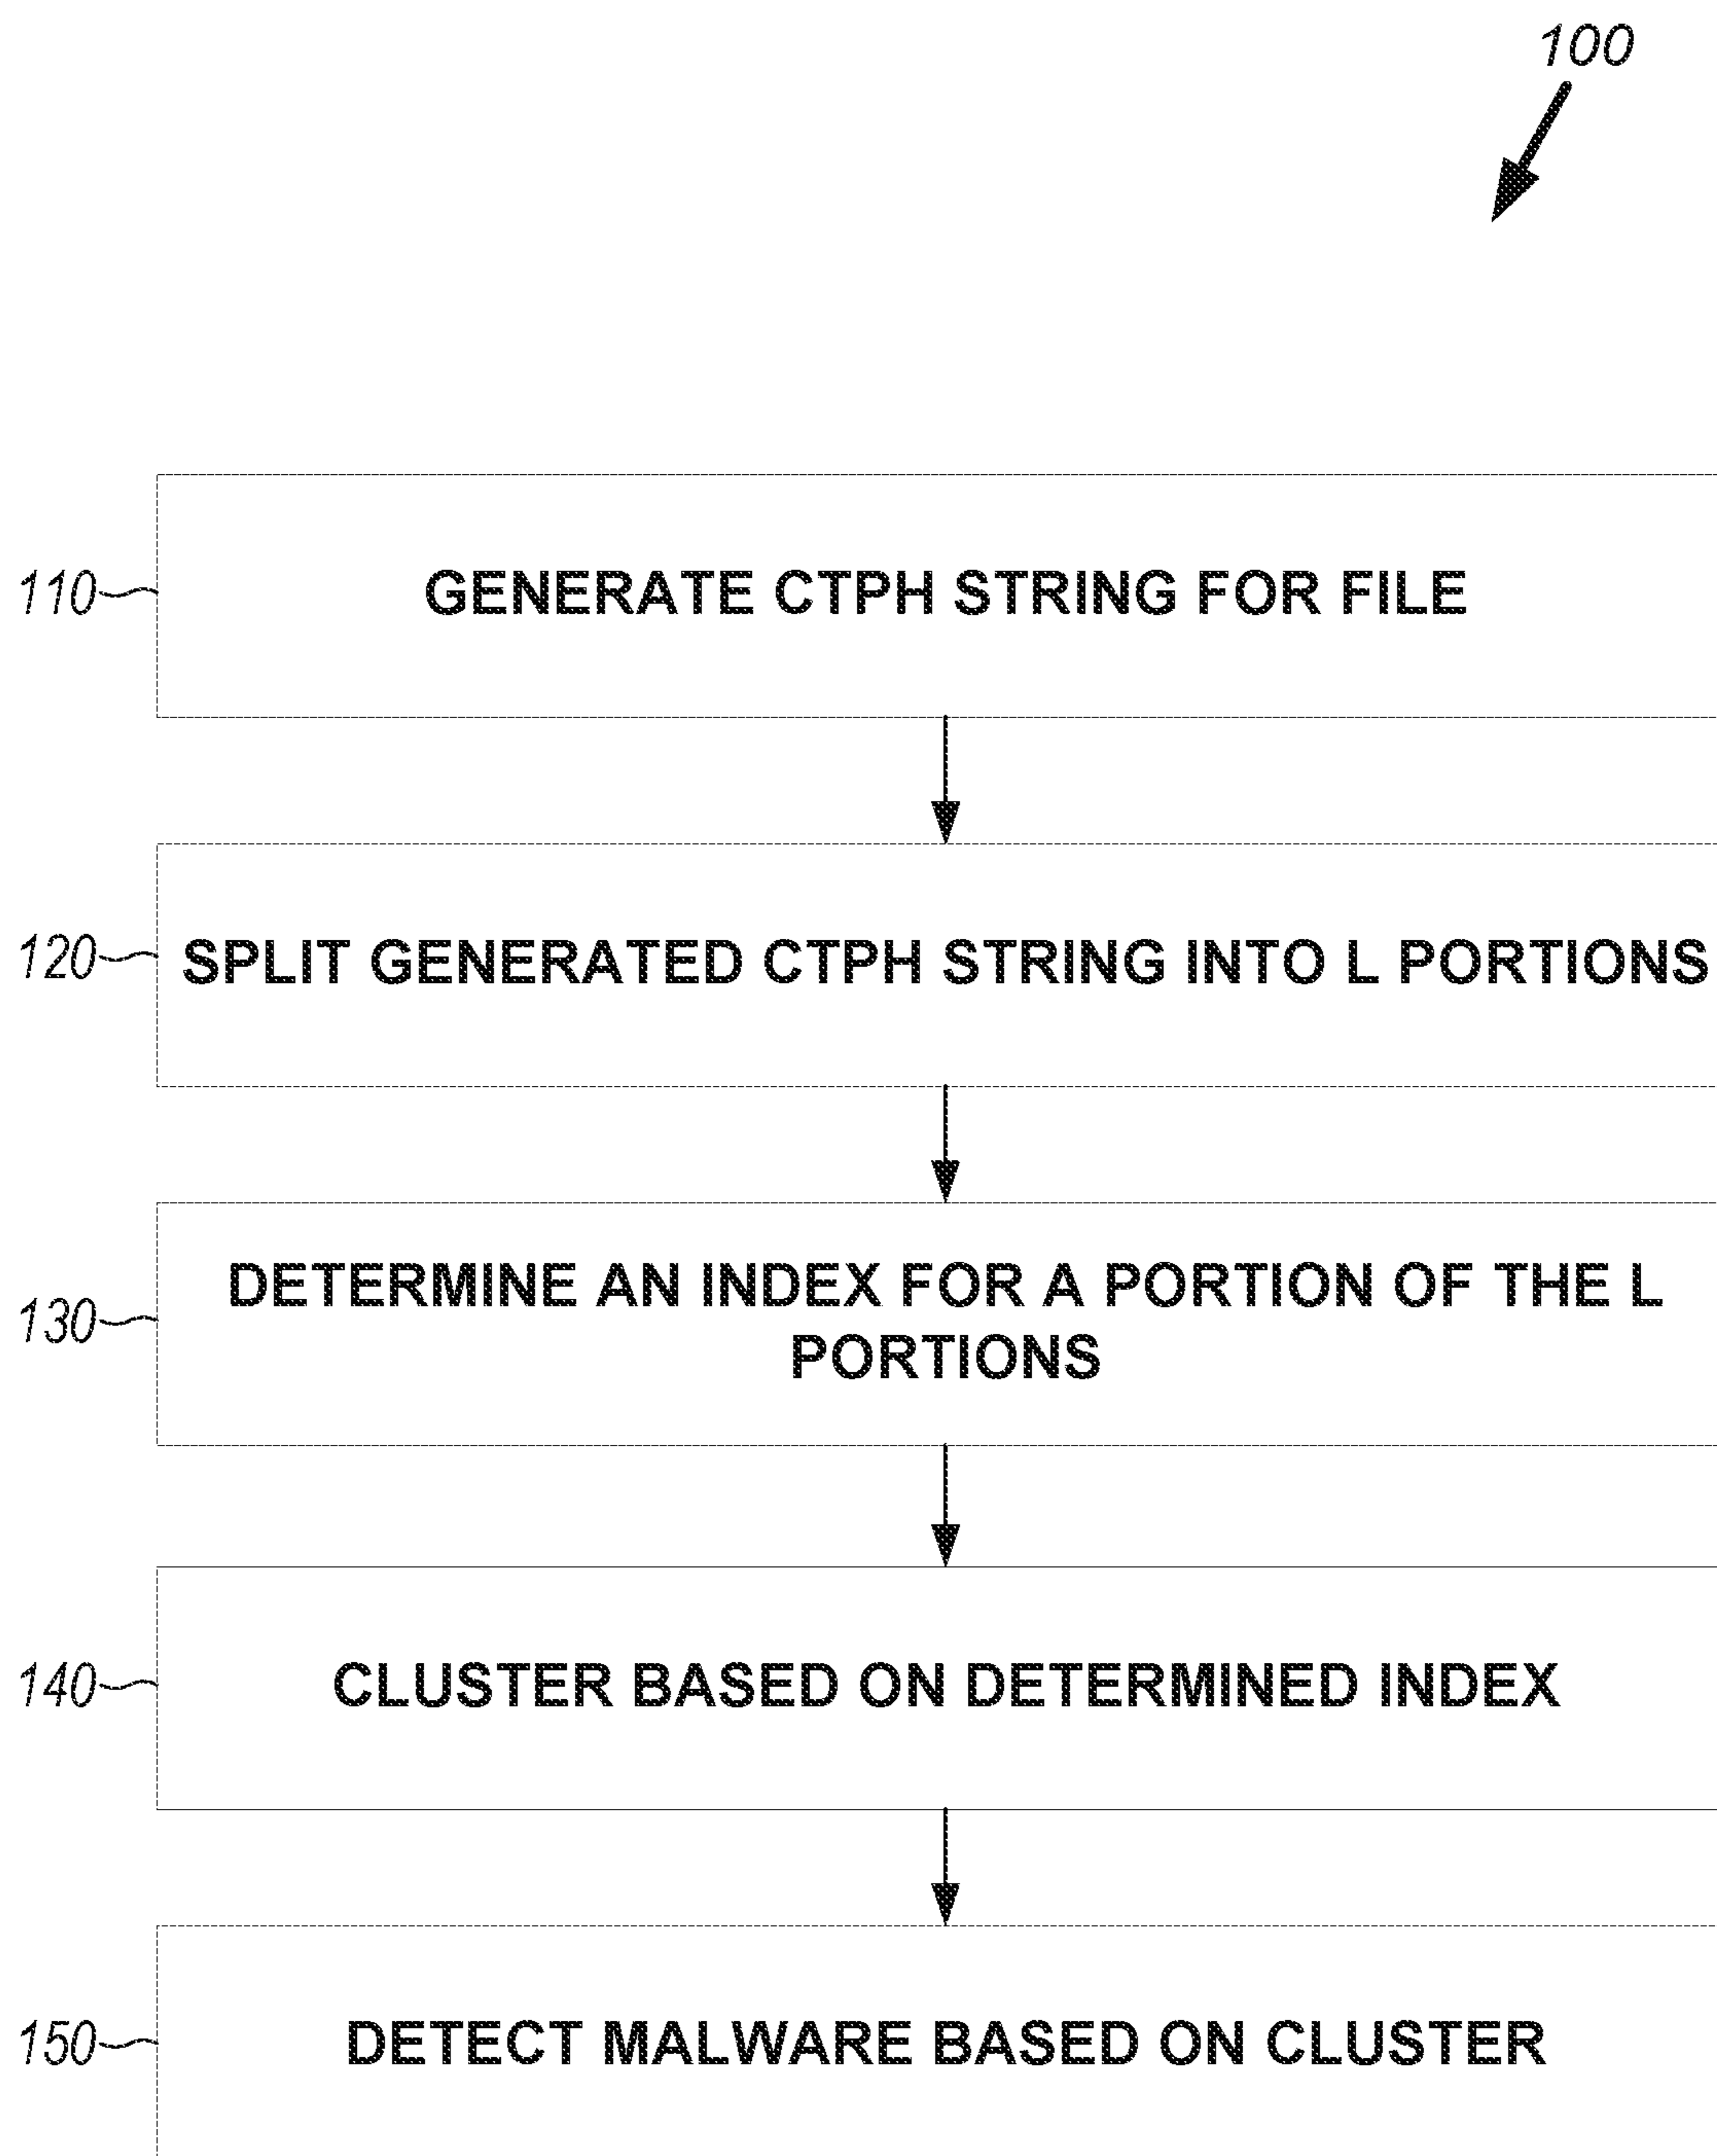 100
110
GENERATE CTPH STRING FOR FILE
120
SPLIT GENERATED CTPH STRING INTO L PORTIONS
130
DETERMINE AN INDEX FOR A PORTION OF THE L
PORTIONS
140
CLUSTER BASED ON DETERMINED INDEX
150
DETECT MALWARE BASED ON CLUSTER